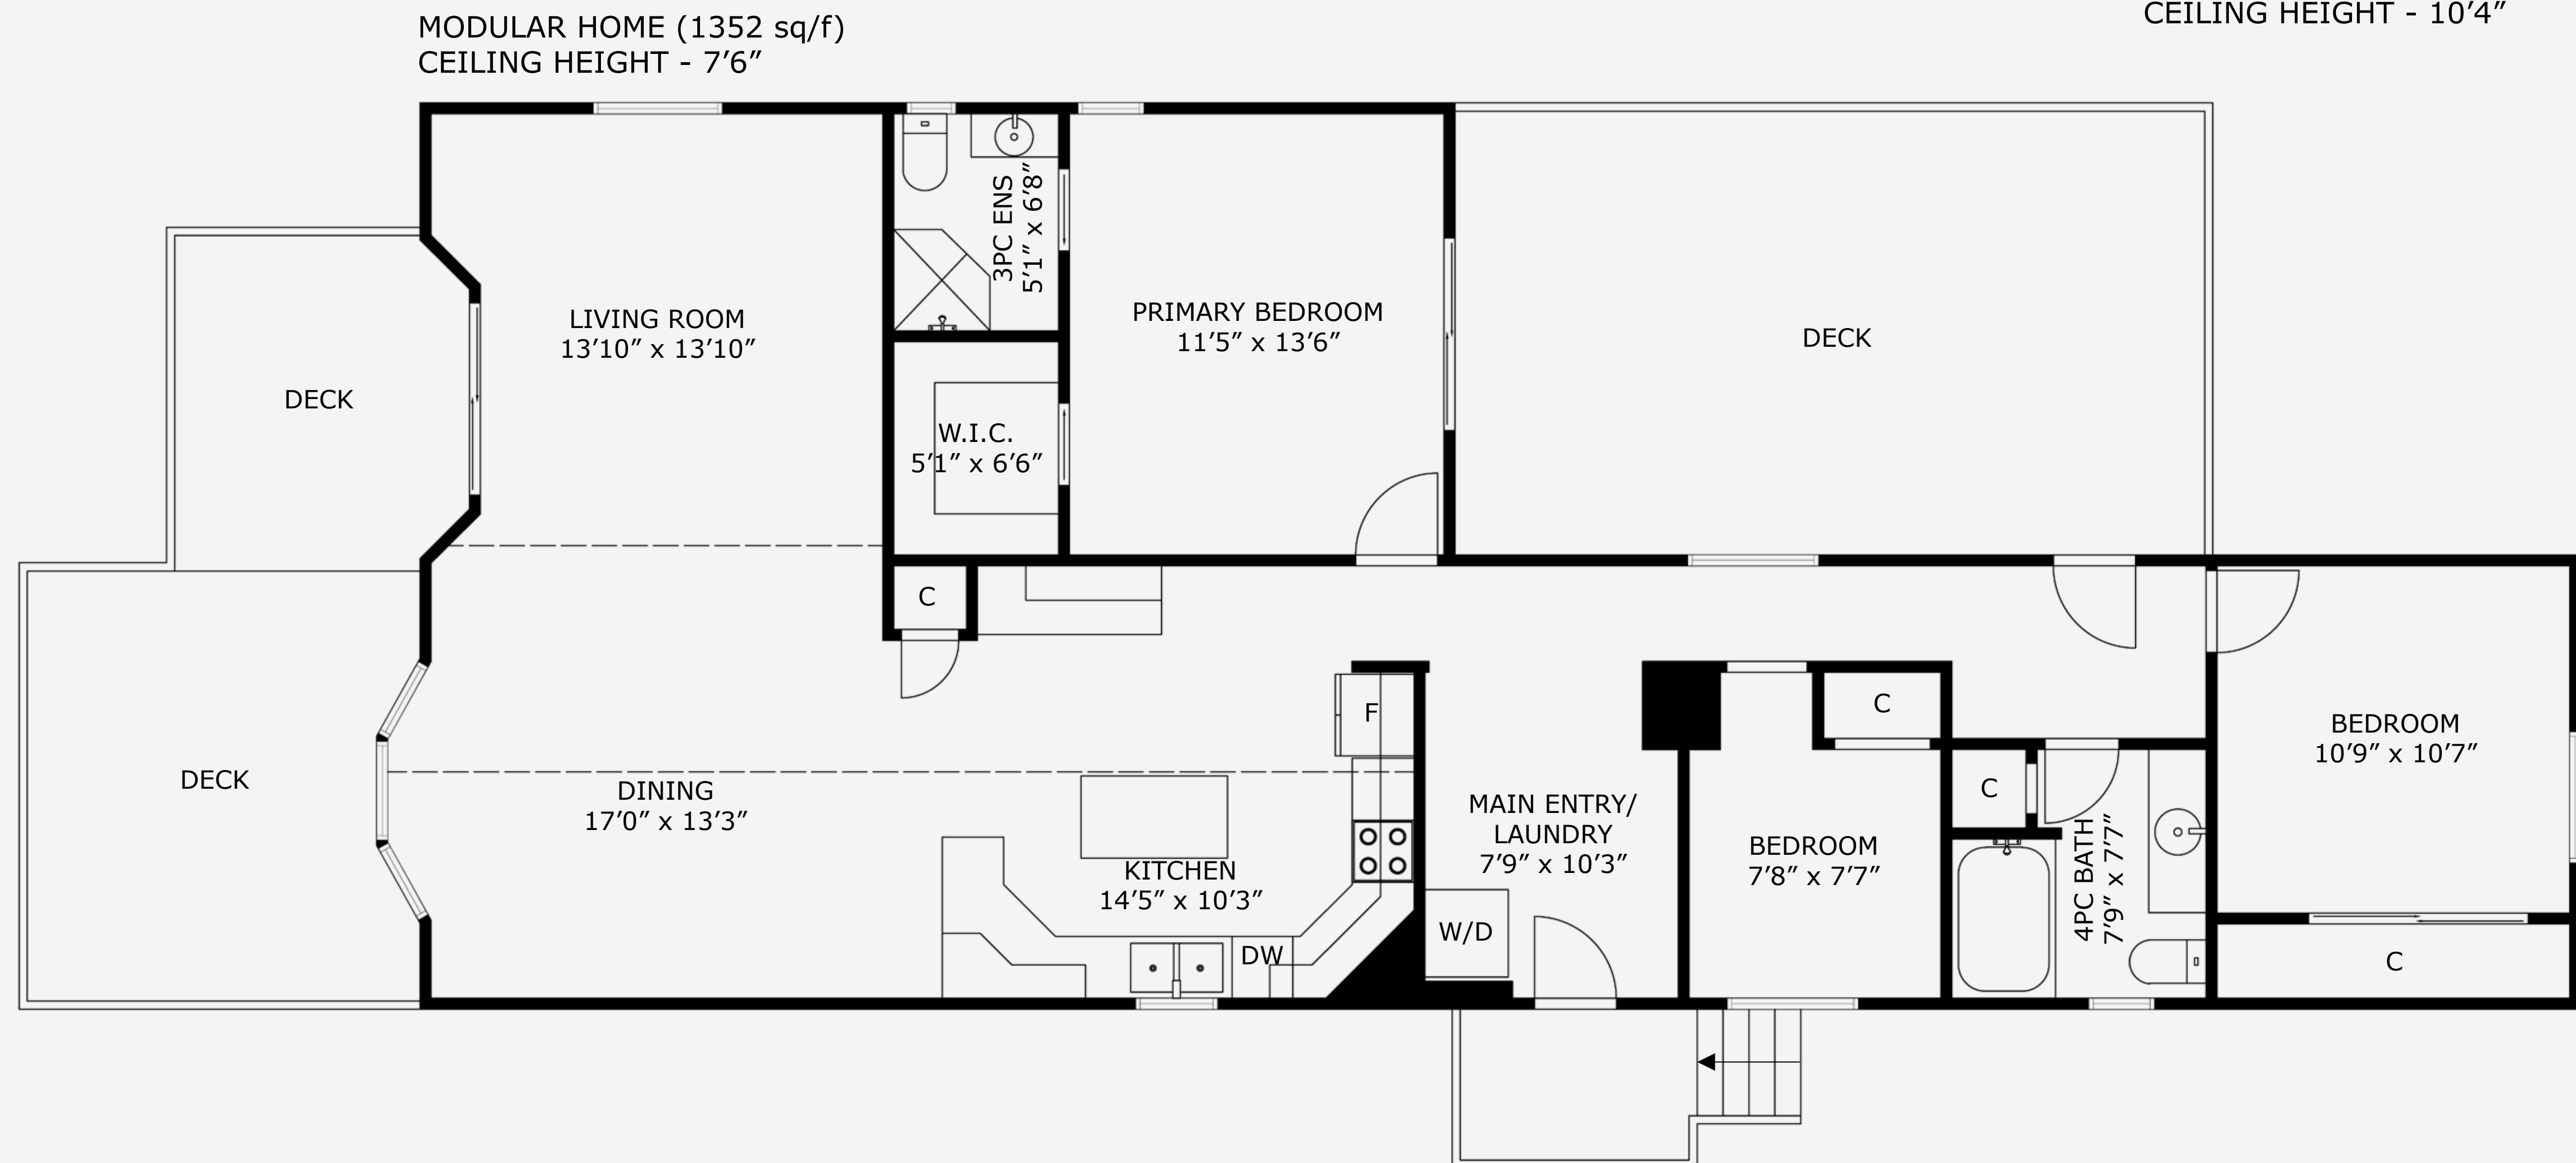 MODULAR HOME (1352 sq/f)
CEILING HEIGHT - 7’6”
CEILING HEIGHT - 10’4”
3PC ENS
5’1” x 6’8”
LIVING ROOM
13’10” x 13’10”
PRIMARY BEDROOM
11’5” x 13’6”
DECK
DECK
W.I.C.
5’1” x 6’6”
C
F
C
BEDROOM
10’9” x 10’7”
DECK
DINING
17’0” x 13’3”
C
MAIN ENTRY/
LAUNDRY
7’9” x 10’3”
BEDROOM
7’8” x 7’7”
4PC BATH
7’9” x 7’7”
KITCHEN
14’5” x 10’3”
W/D
DW
C